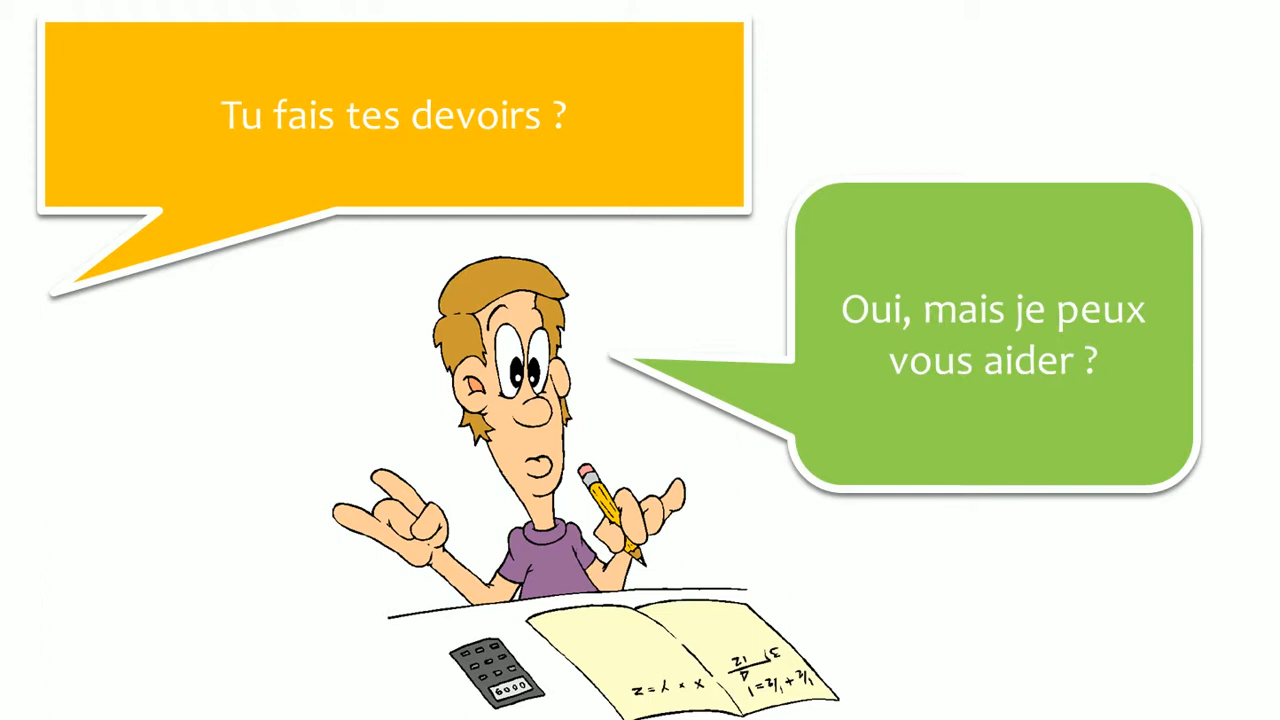 Tu fais tes devoirs ?
Oui, mais je peux
vous aider ?